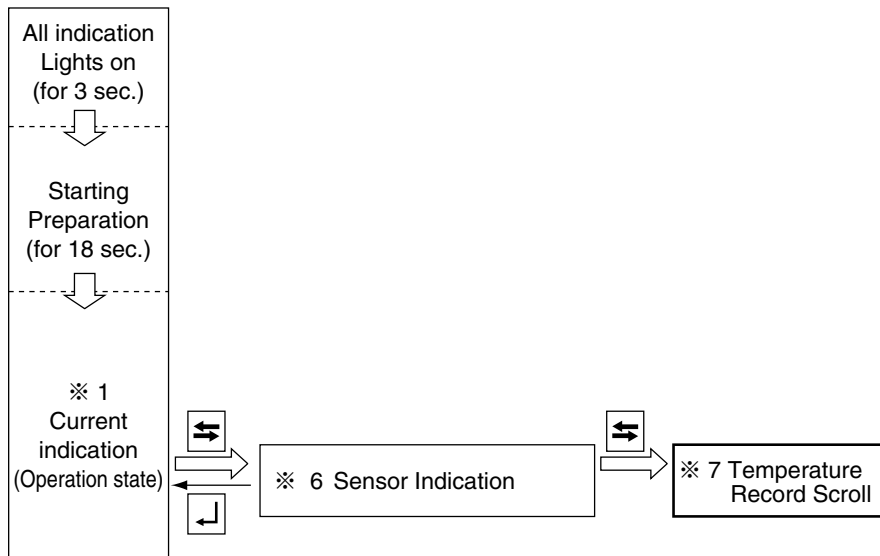 All indication
Lights on
(for 3 sec.)
Starting
Preparation
(for 18 sec.)
※ 1
Current
indication
(Operation state)
※ 6 Sensor Indication
※ 7 Temperature
Record Scroll